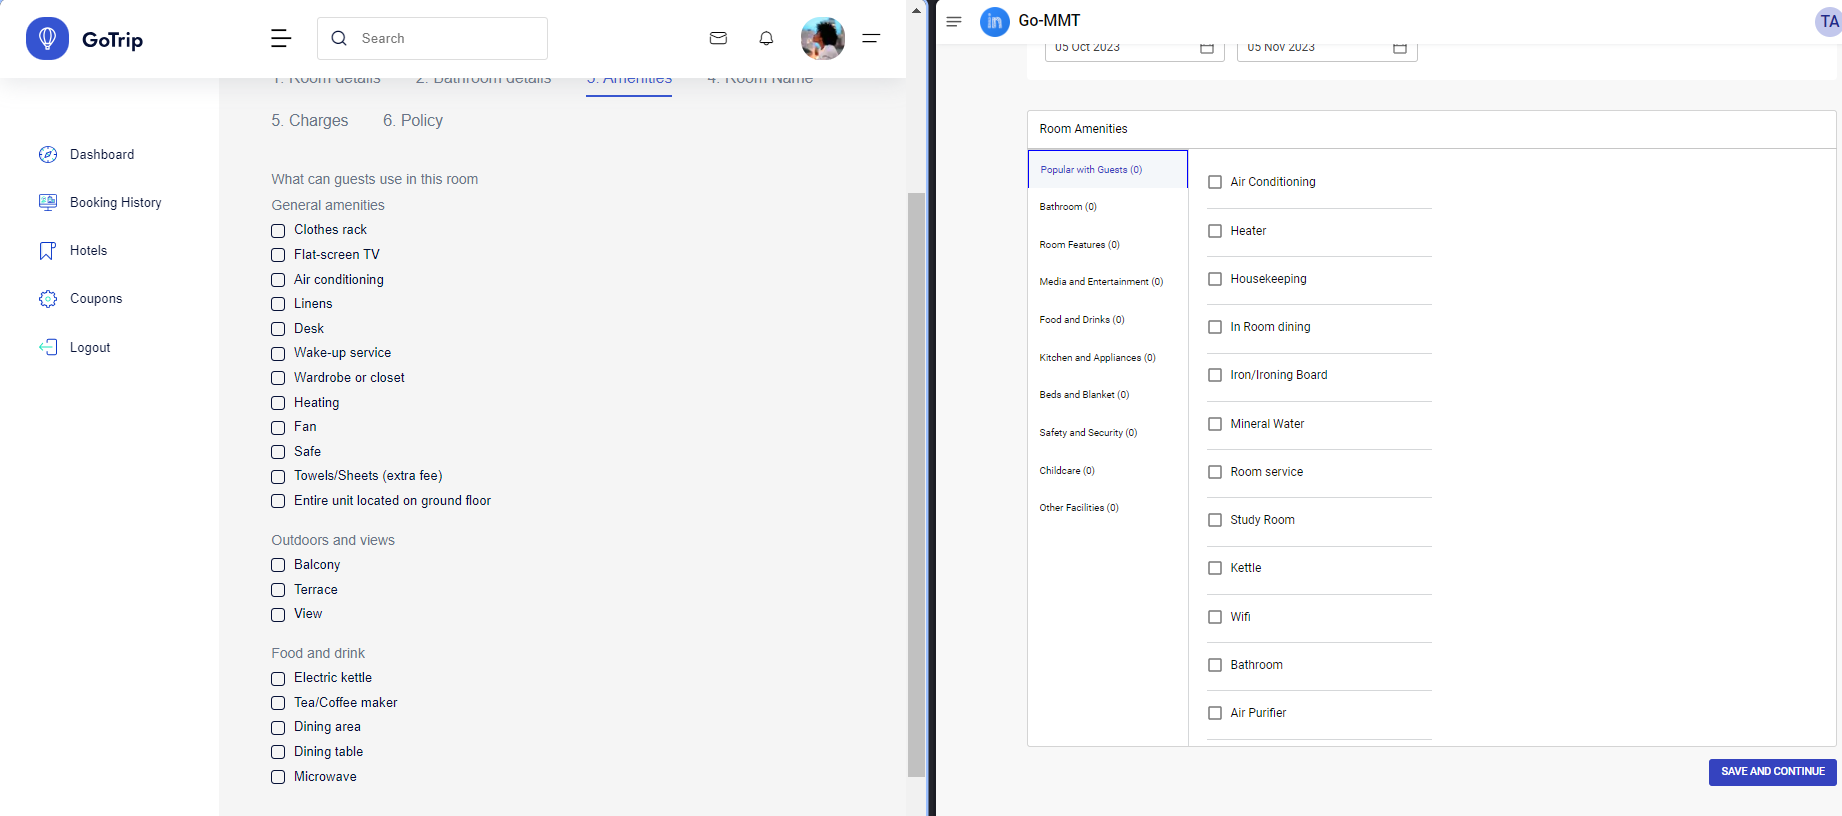 GoTrip
Search
1. Room details
2. Bathroom details
3. Amenities
4. Room Name
5. Charges
6. Policy
Dashboard
Booking History
Hotels
Coupons
Logout
What can guests use in this room
General amenities
Clothes rack
Flat-screen TV
Air conditioning
Linens
Desk
Wake-up service
Wardrobe or closet
Heating
Fan
Safe
Towels/Sheets (extra fee)
Entire unit located on ground floor
Outdoors and views
Balcony
Terrace
View
Food and drink
Electric kettle
Tea/Coffee maker
Dining area
Dining table
Microwave
in
Go-MMT
TA
05 Oct 2023
05 Nov 2023
Room Amenities
Popular with Guests (0)
Bathroom (0)
Room Features (0)
Media and Entertainment (0)
Food and Drinks (0)
Kitchen and Appliances (0)
Beds and Blanket (0)
Safety and Security (0)
Childcare (0)
Other Facilities (0)
Air Conditioning
Heater
Housekeeping
In Room dining
Iron/Ironing Board
Mineral Water
Room service
Study Room
Kettle
Wifi
Bathroom
Air Purifier
SAVE AND CONTINUE